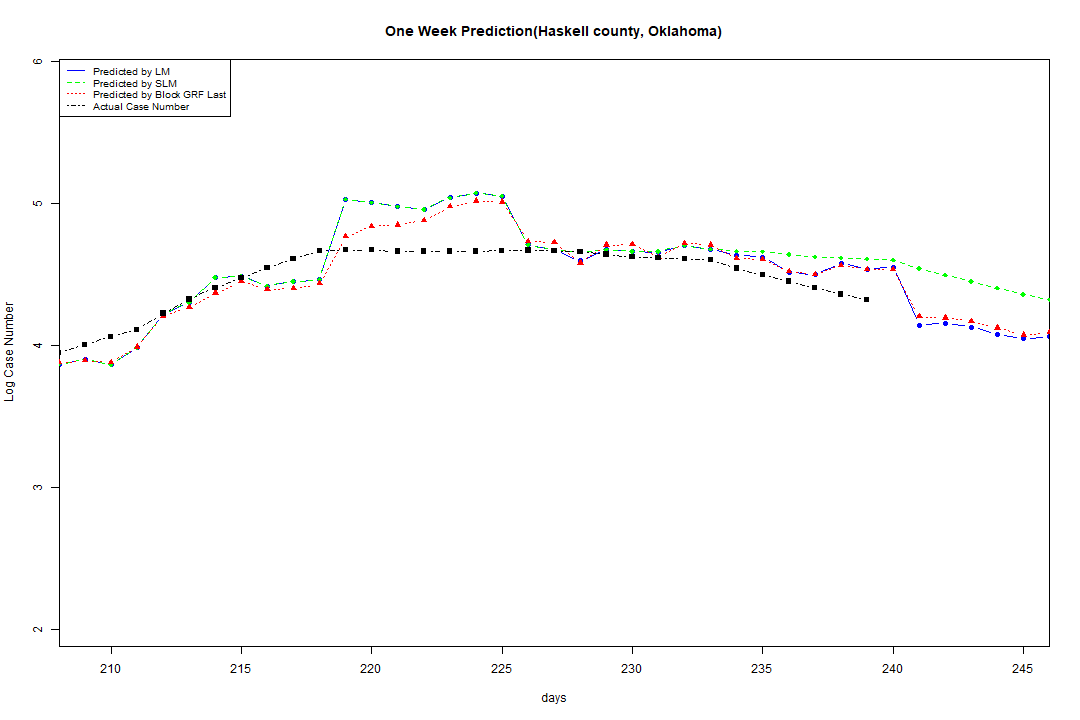 One Week Prediction(Haskell county, Oklahoma)
Predicted by LM
Predicted by SLM
Predicted by Block GRF Last
Actual Case Number
6
5
4
3
2
Log Case Number
210 215 220 225 230 235 240 245
days